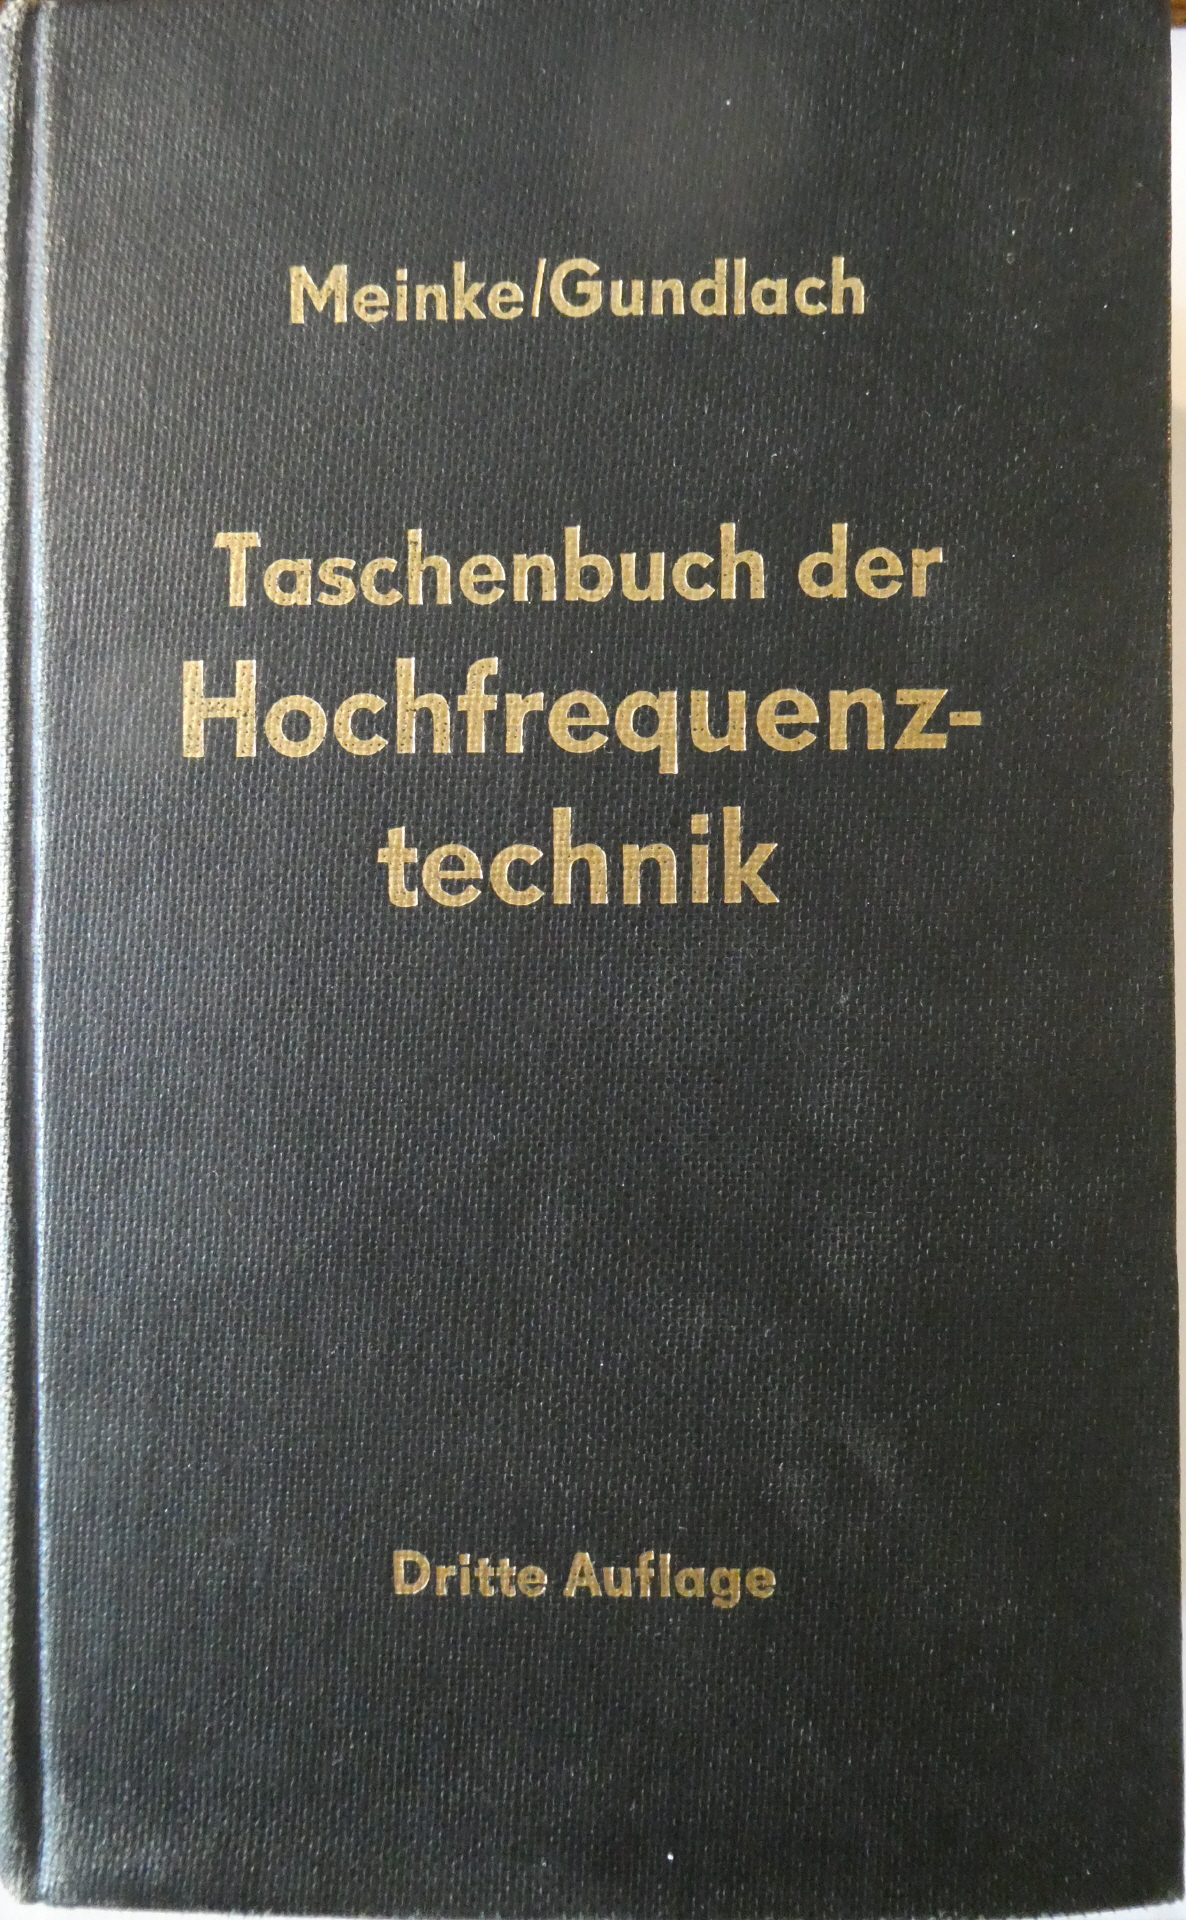 Meinke/Gundlach
Taschenbuch der
Hochfrequenz-
technik
Dritte Auflage